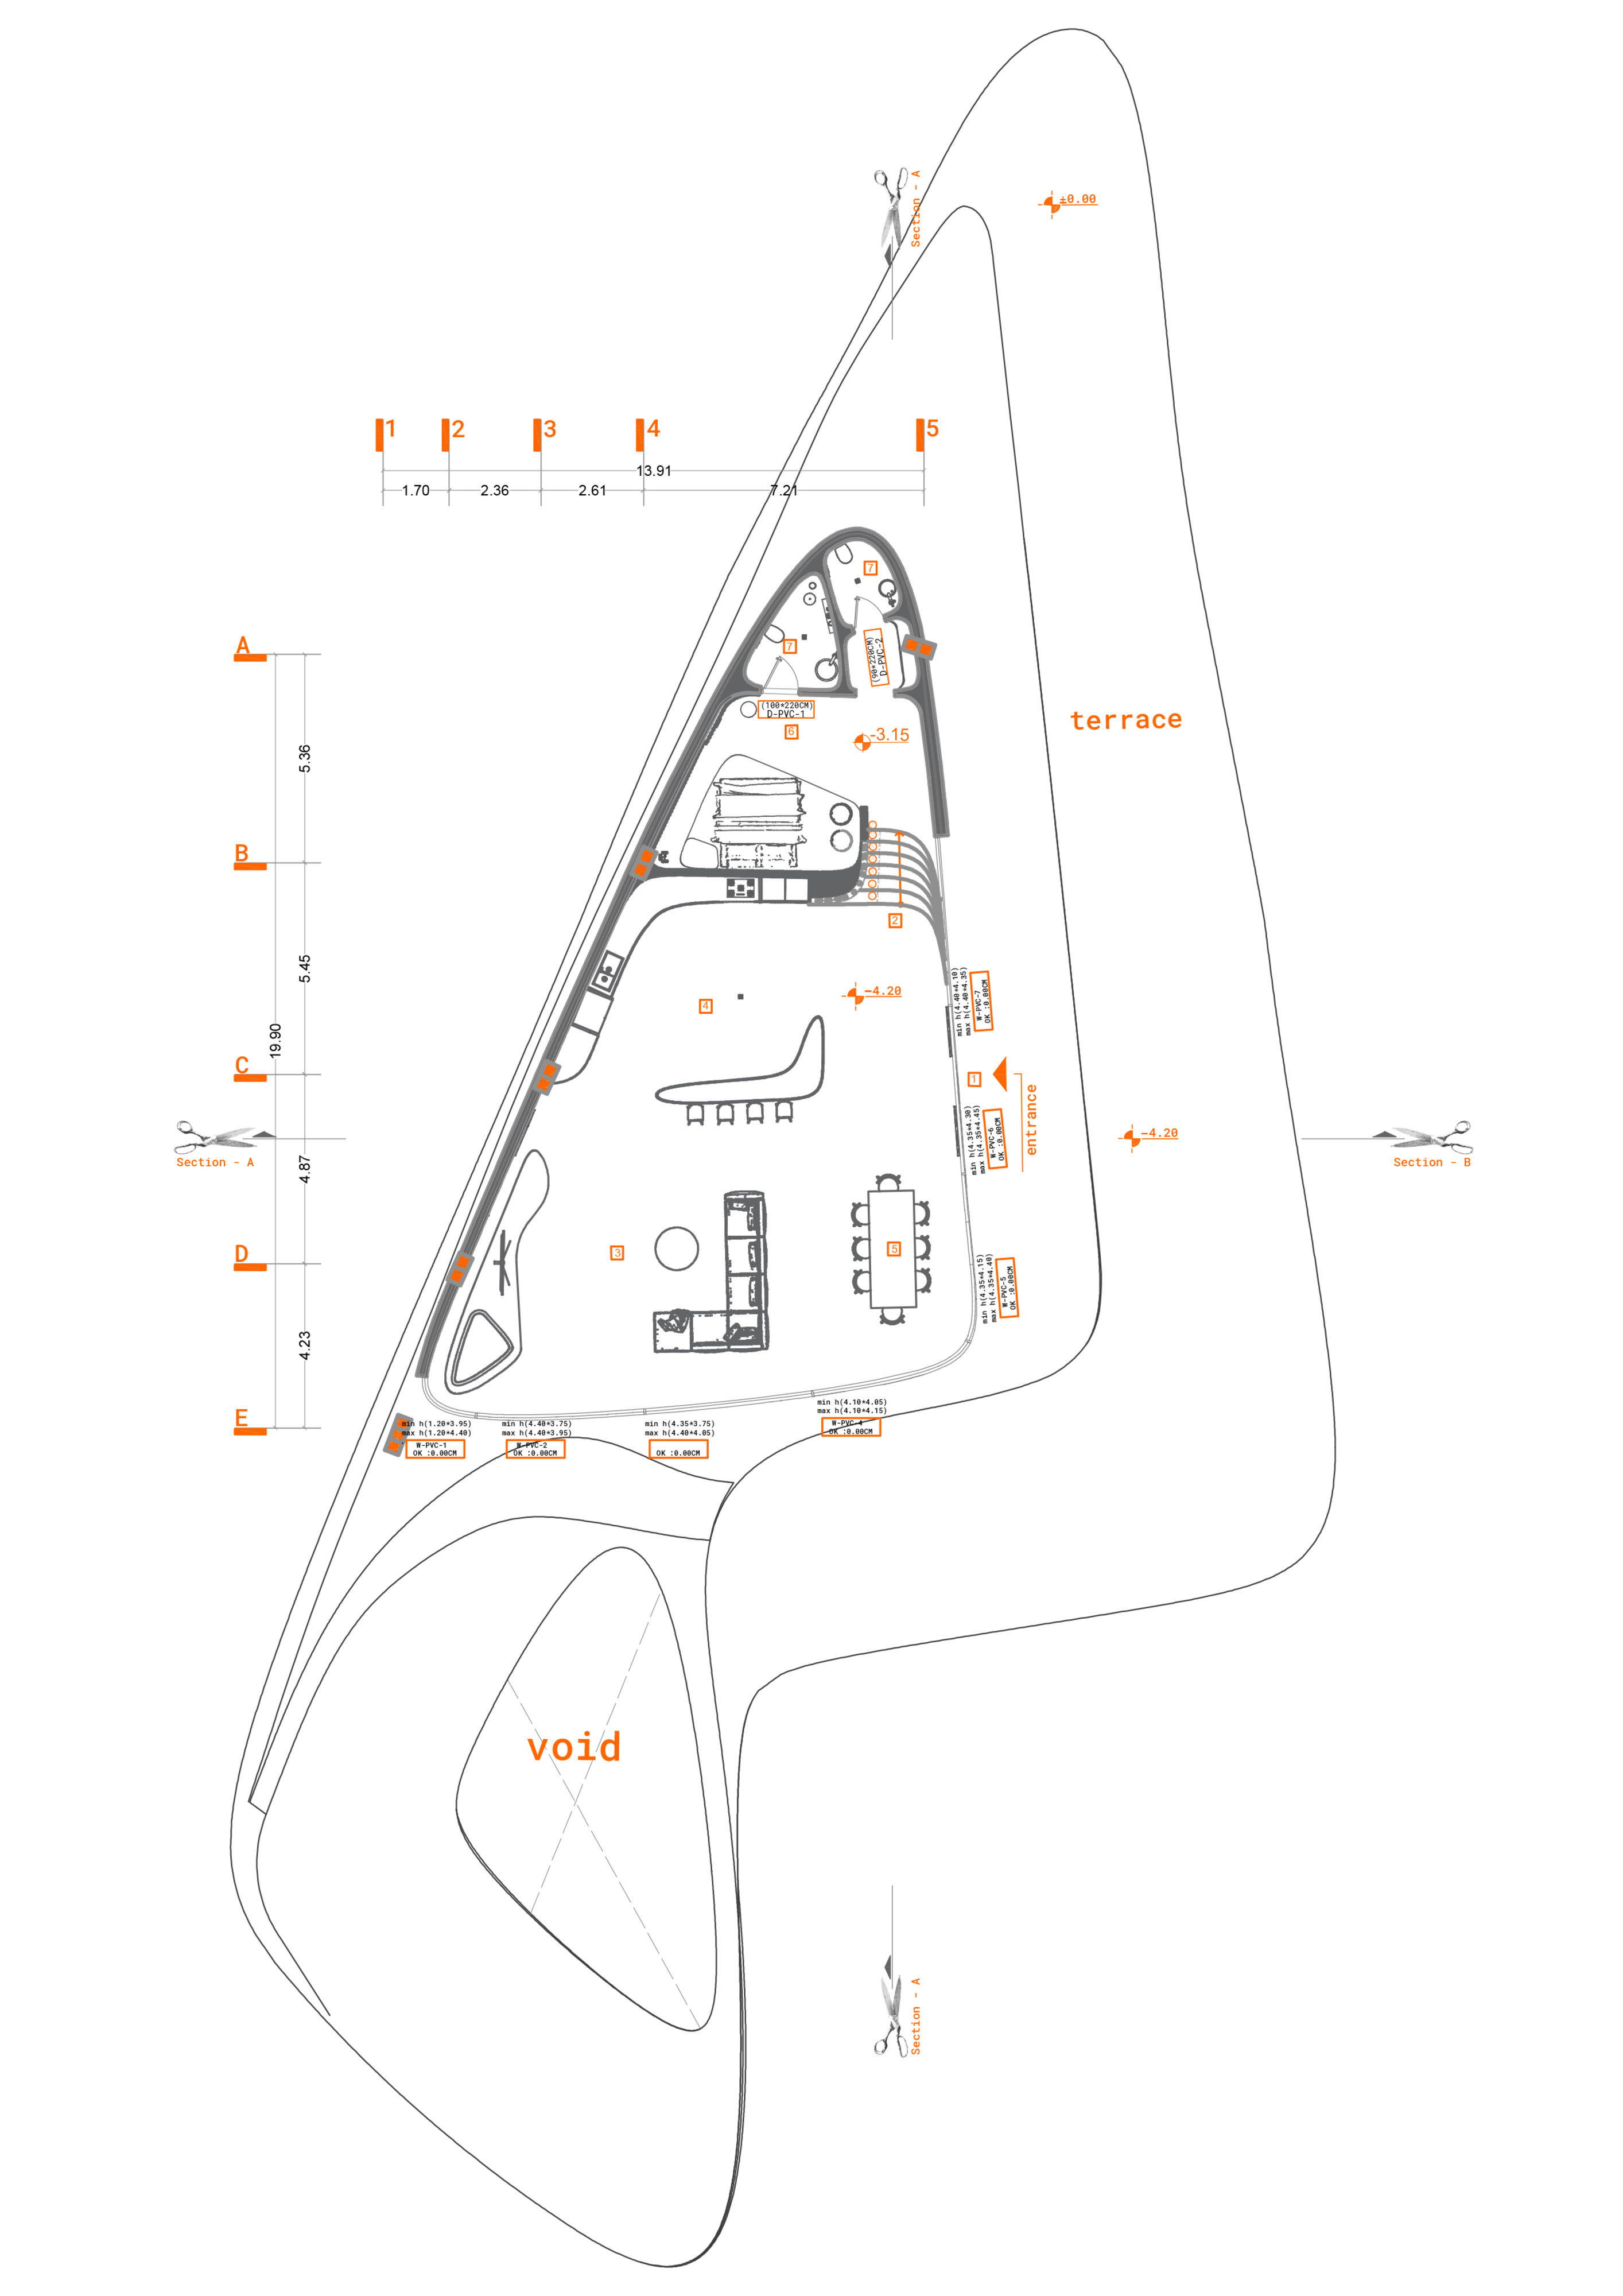 Section - A
±0.00
1
2
3
4
5
13.91
1.70
2.36
2.61
7.21
7
A
7
(90*220CM)
D-PVC-2
(100*220CM)
D-PVC-1
6
-3.15
terrace
5.36
B
2
5.45
4
-4.20
min h(4.40*4.10)
max h(4.40*4.35)
W-PVC-7
OK :0.00CM
19.90
C
1
entrance
min h(4.35*4.30)
max h(4.35*4.45)
W-PVC-6
OK :0.00CM
-4.20
Section - A
Section - B
4.87
D
3
5
min h(4.35*4.15)
max h(4.35*4.40)
W-PVC-5
OK :0.00CM
4.23
E
min h(1.20*3.95)
max h(1.20*4.40)
W-PVC-1
OK :0.00CM
min h(4.40*3.75)
max h(4.40*3.95)
W-PVC-2
OK :0.00CM
min h(4.35*3.75)
max h(4.40*4.05)
OK :0.00CM
min h(4.10*4.05)
max h(4.10*4.15)
W-PVC-4
OK :0.00CM
void
Section - A